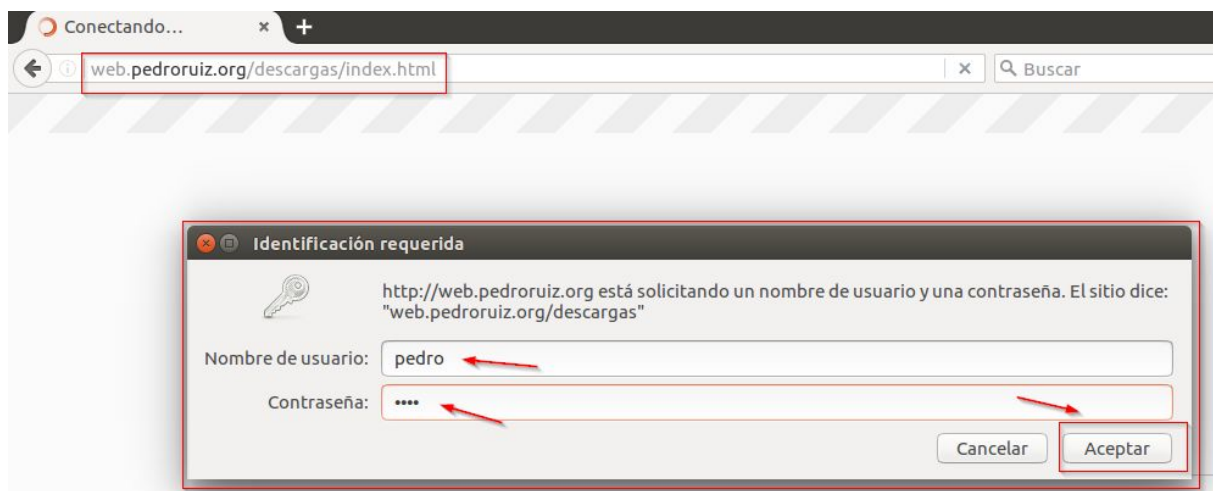 Conectando...
web.pedroruiz.org/descargas/index.html
Buscar
Identificación requerida
http://web.pedroruiz.org está solicitando un nombre de usuario y una contraseña. El sitio dice:
"web.pedroruiz.org/descargas"
Nombre de usuario: pedro
Contraseña: ••••
Cancelar Aceptar